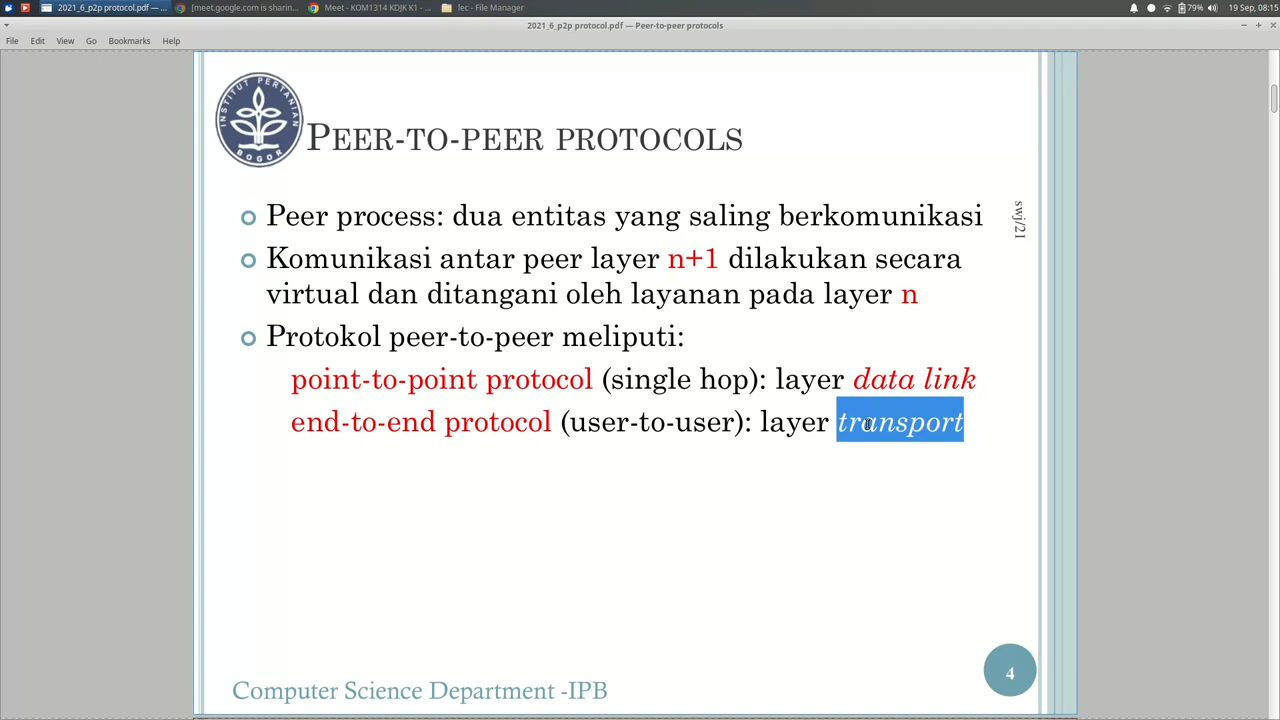 2021_6_p2p protocol.pdf — ...
[meet.google.com is sharin...
Meet - KOM1314 KDJK K1 - ...
lec - File Manager
79%
19 Sep, 08:15
2021_6_p2p protocol.pdf — Peer-to-peer protocols
File Edit View Go Bookmarks Help
INSTITUT PERTANIAN
BOGOR
PEER-TO-PEER PROTOCOLS
Peer process: dua entitas yang saling berkomunikasi
swj/21
Komunikasi antar peer layer n+1 dilakukan secara
virtual dan ditangani oleh layanan pada layer n
Protokol peer-to-peer meliputi:
point-to-point protocol (single hop): layer data link
end-to-end protocol (user-to-user): layer transport
4
Computer Science Department -IPB